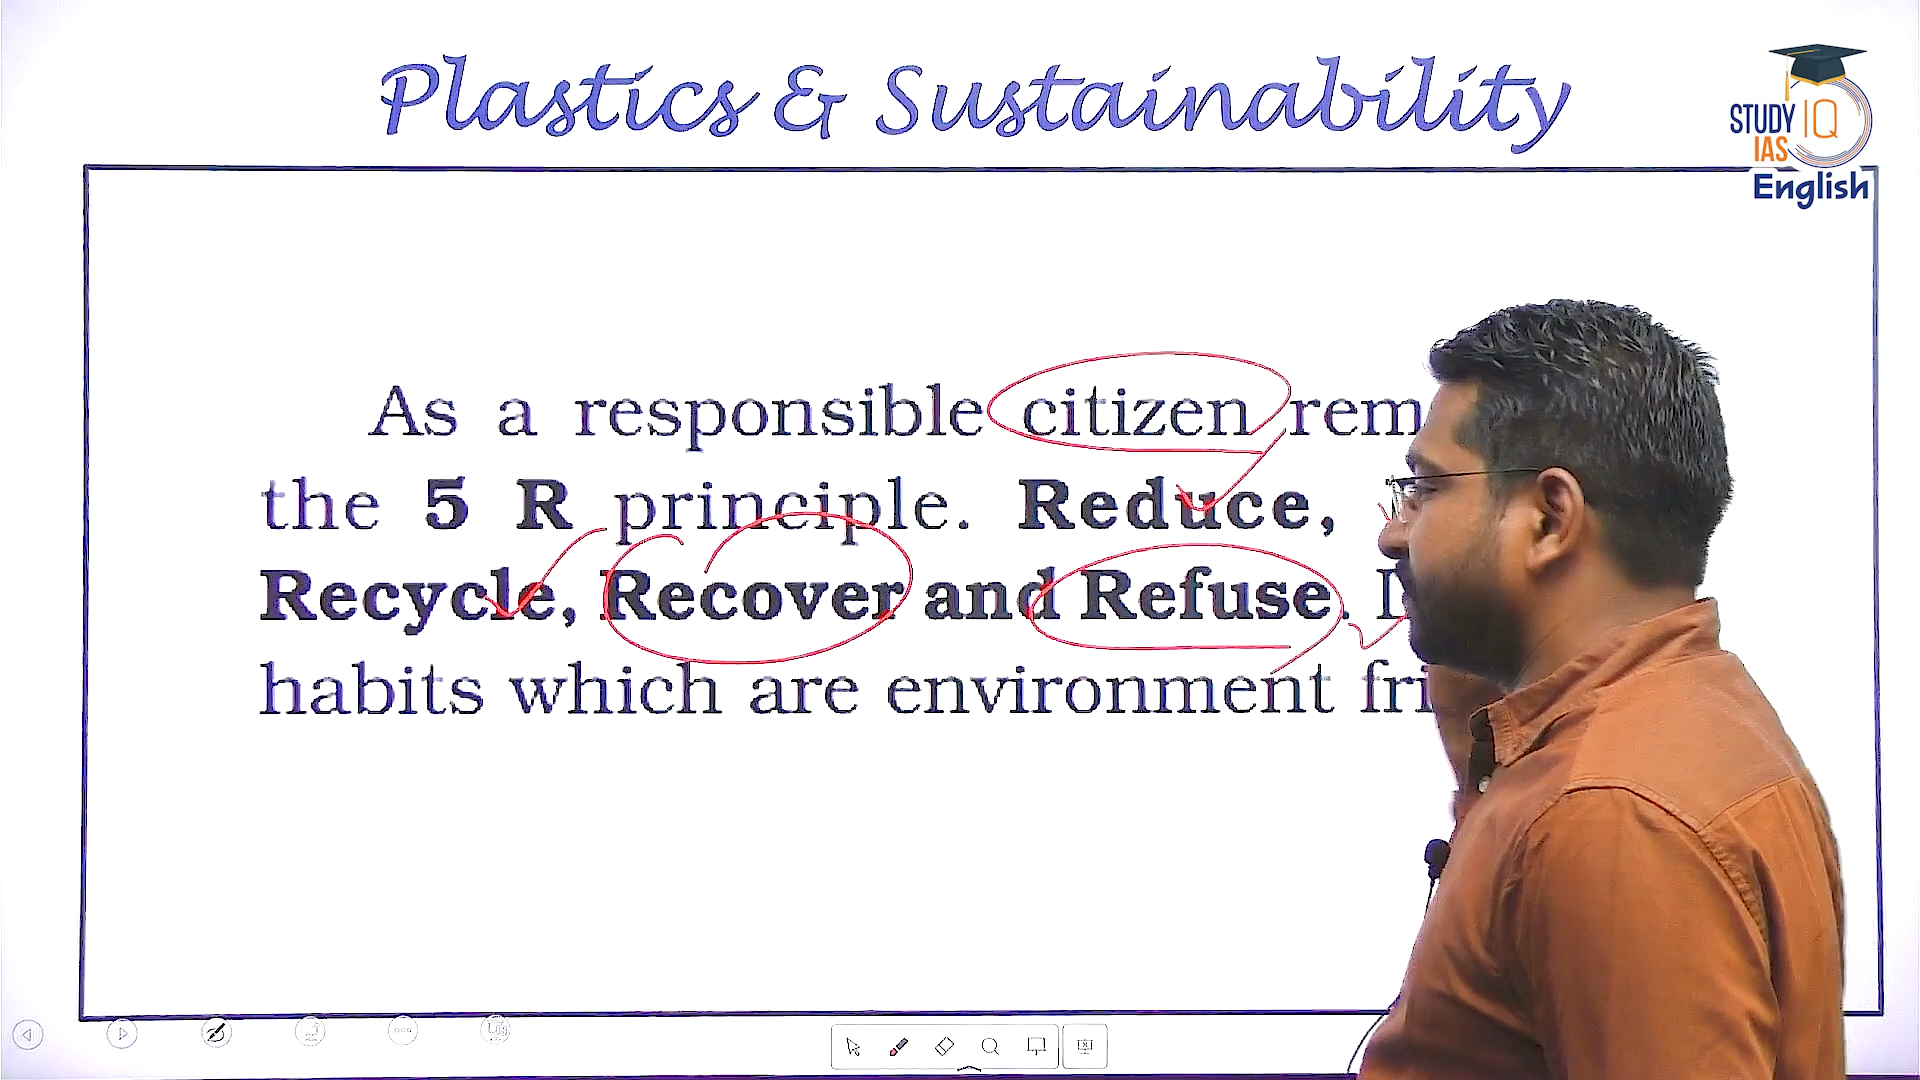 Plastics & Sustainability
STUDY IQ
IAS
English
As a responsible citizen rem
the 5 R principle. Reduce,
Recycle, Recover and Refuse.
habits which are environment fri